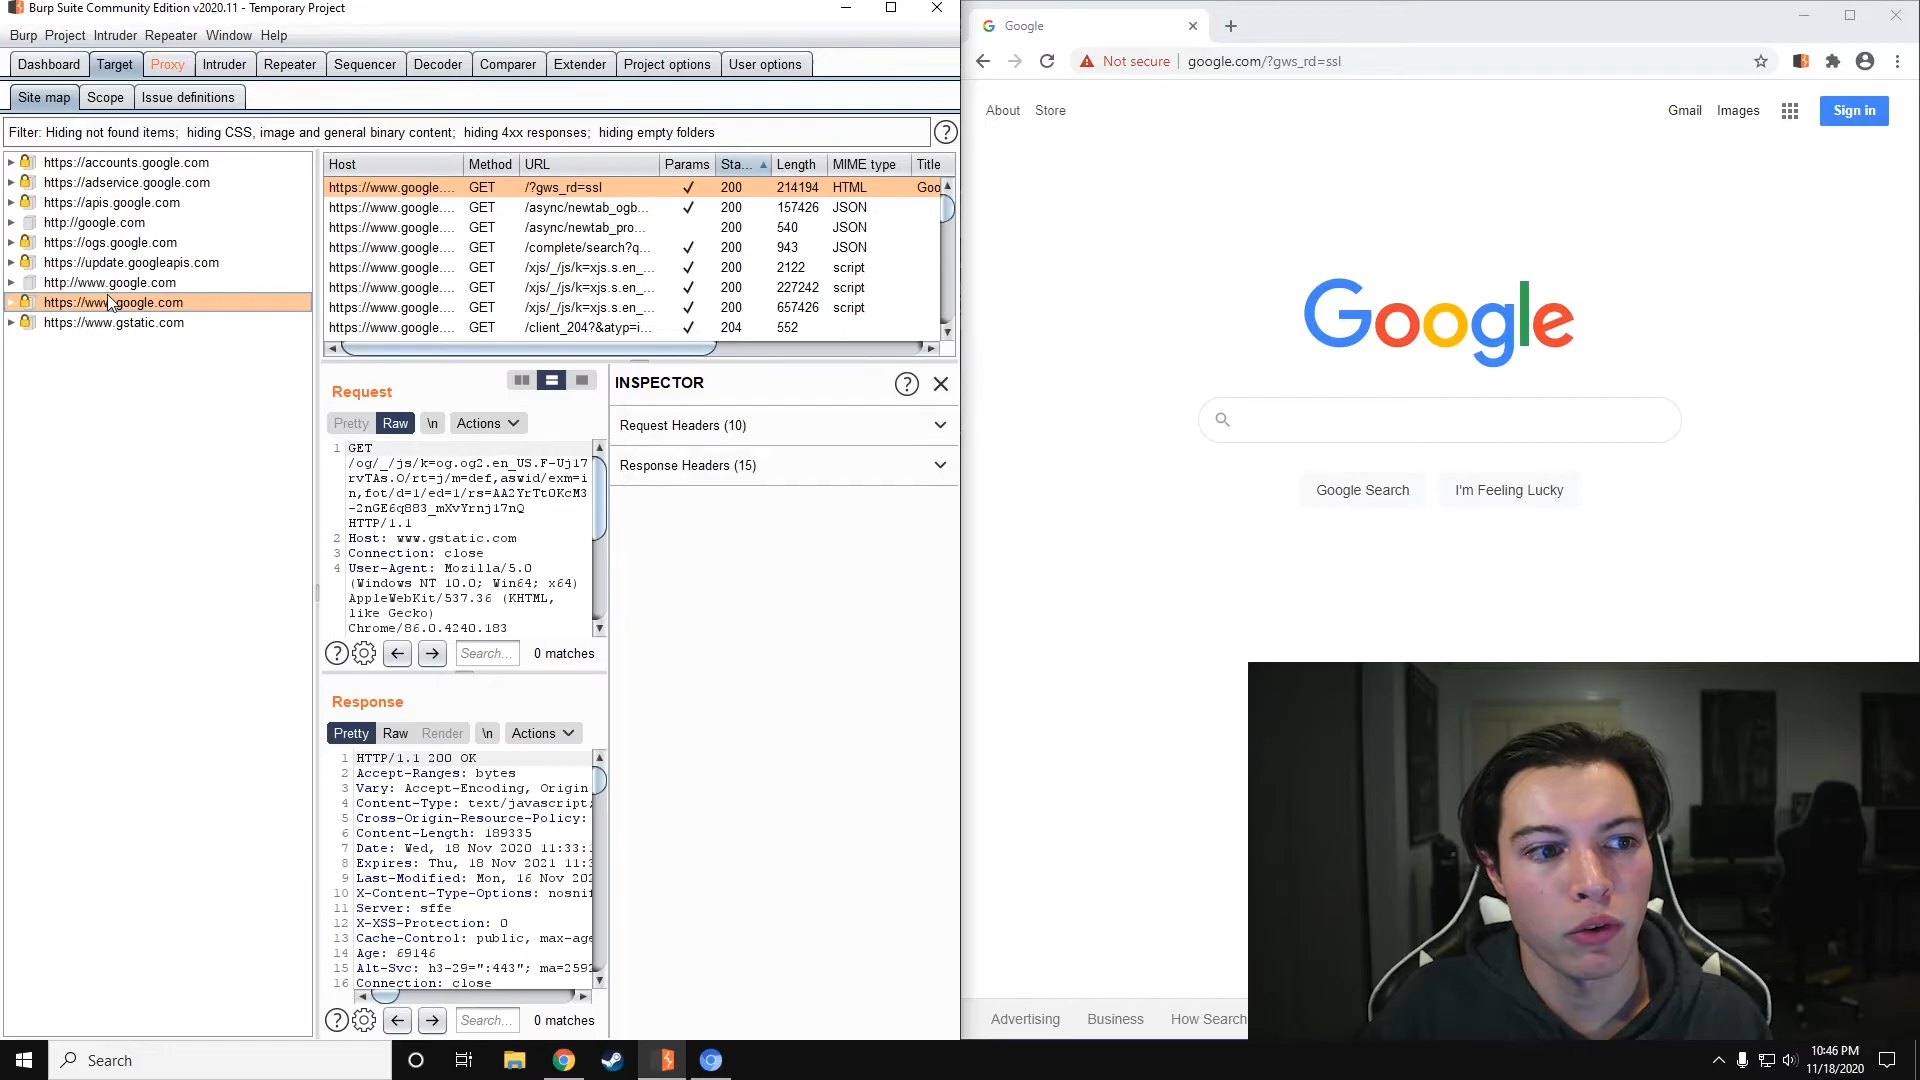 Burp Suite Community Edition v2020.11 - Temporary Project
Burp Project Intruder Repeater Window Help
Dashboard Target Proxy Intruder Repeater Sequencer Decoder Comparer Extender Project options User options
Site map Scope Issue definitions
Filter: Hiding not found items; hiding CSS, image and general binary content; hiding 4xx responses; hiding empty folders ?
https://accounts.google.com
https://adservice.google.com
https://apis.google.com
http://google.com
https://ogs.google.com
https://update.googleapis.com
http://www.google.com
https://www.google.com
https://www.gstatic.com
Host Method URL Params Sta... Length MIME type Title
https://www.google.... GET /?gws_rd=ssl ✓ 200 214194 HTML Goo
https://www.google.... GET /async/newtab_ogb... ✓ 200 157426 JSON
https://www.google.... GET /async/newtab_pro... 200 540 JSON
https://www.google.... GET /complete/search?q... ✓ 200 943 JSON
https://www.google.... GET /xjs/_/js/k=xjs.s.en_... ✓ 200 2122 script
https://www.google.... GET /xjs/_/js/k=xjs.s.en_... ✓ 200 227242 script
https://www.google.... GET /xjs/_/js/k=xjs.s.en_... ✓ 200 657426 script
https://www.google.... GET /client_204?&atyp=i... ✓ 204 552
Request
Pretty Raw \n Actions
1 GET
/og/_/js/k=og.og2.en_US.F-Uj17
rvTAs.O/rt=j/m=def,aswid/exm=i
n,fot/d=1/ed=1/rs=AA2YrTtOKcM3
-2nGE6q883_mXvYrnj17nQ
HTTP/1.1
2 Host: www.gstatic.com
3 Connection: close
4 User-Agent: Mozilla/5.0
(Windows NT 10.0; Win64; x64)
AppleWebKit/537.36 (KHTML,
like Gecko)
Chrome/86.0.4240.183
? Search... 0 matches
Response
Pretty Raw Render \n Actions
1 HTTP/1.1 200 OK
2 Accept-Ranges: bytes
3 Vary: Accept-Encoding, Origin
4 Content-Type: text/javascript;
5 Cross-Origin-Resource-Policy:
6 Content-Length: 189335
7 Date: Wed, 18 Nov 2020 11:33:
8 Expires: Thu, 18 Nov 2021 11:3
9 Last-Modified: Mon, 16 Nov 202
10 X-Content-Type-Options: nosnif
11 Server: sffe
12 X-XSS-Protection: 0
13 Cache-Control: public, max-age
14 Age: 69146
15 Alt-Svc: h3-29=":443"; ma=2592
16 Connection: close
? Search... 0 matches
INSPECTOR ?
Request Headers (10)
Response Headers (15)
Google
Not secure google.com/?gws_rd=ssl
About Store Gmail Images Sign in
Google
Google Search I'm Feeling Lucky
Advertising Business How Search
Search
10:46 PM
11/18/2020